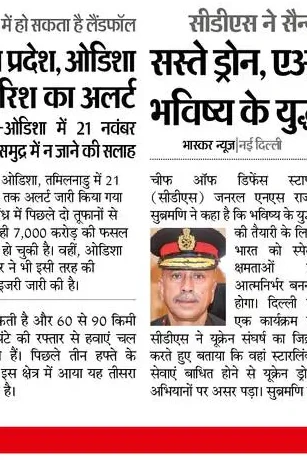 में हो सकता है लैंडफॉल
प्रदेश, ओडिशा
रिश का अलर्ट
-ओडिशा में 21 नवंबर
समुद्र में न जाने की सलाह
ओडिशा, तमिलनाडु में 21
तक अलर्ट जारी किया गया
में पिछले दो तूफानों से
ही 7,000 करोड़ की फसल
हो चुकी है। वहीं, ओडिशा
र ने भी इसी तरह की
इजरी जारी की है।
है और 60 से 90 किमी
घंटे की रफ्तार से हवाएं चल
हैं। पिछले तीन हफ्ते के
इस क्षेत्र में आया यह तीसरा
है।
सीडीएस ने सैन
सस्ते ड्रोन, एअ
भविष्य के युद्ध
भास्कर न्यूज | नई दिल्ली
चीफ ऑफ डिफेंस स्टा
(सीडीएस) जनरल एनएस राज
सुब्रमणि ने कहा है कि भविष्य के यु
की तैयारी के लि
भारत को स्पे
क्षमताओं
आत्मनिर्भर बनन
होगा। दिल्ली
एक कार्यक्रम
सीडीएस ने यूक्रेन संघर्ष का जिक्र
करते हुए बताया कि वहां स्टारलिं
सेवाएं बाधित होने से यूक्रेन ड्रो
अभियानों पर असर पड़ा। सुब्रमणि